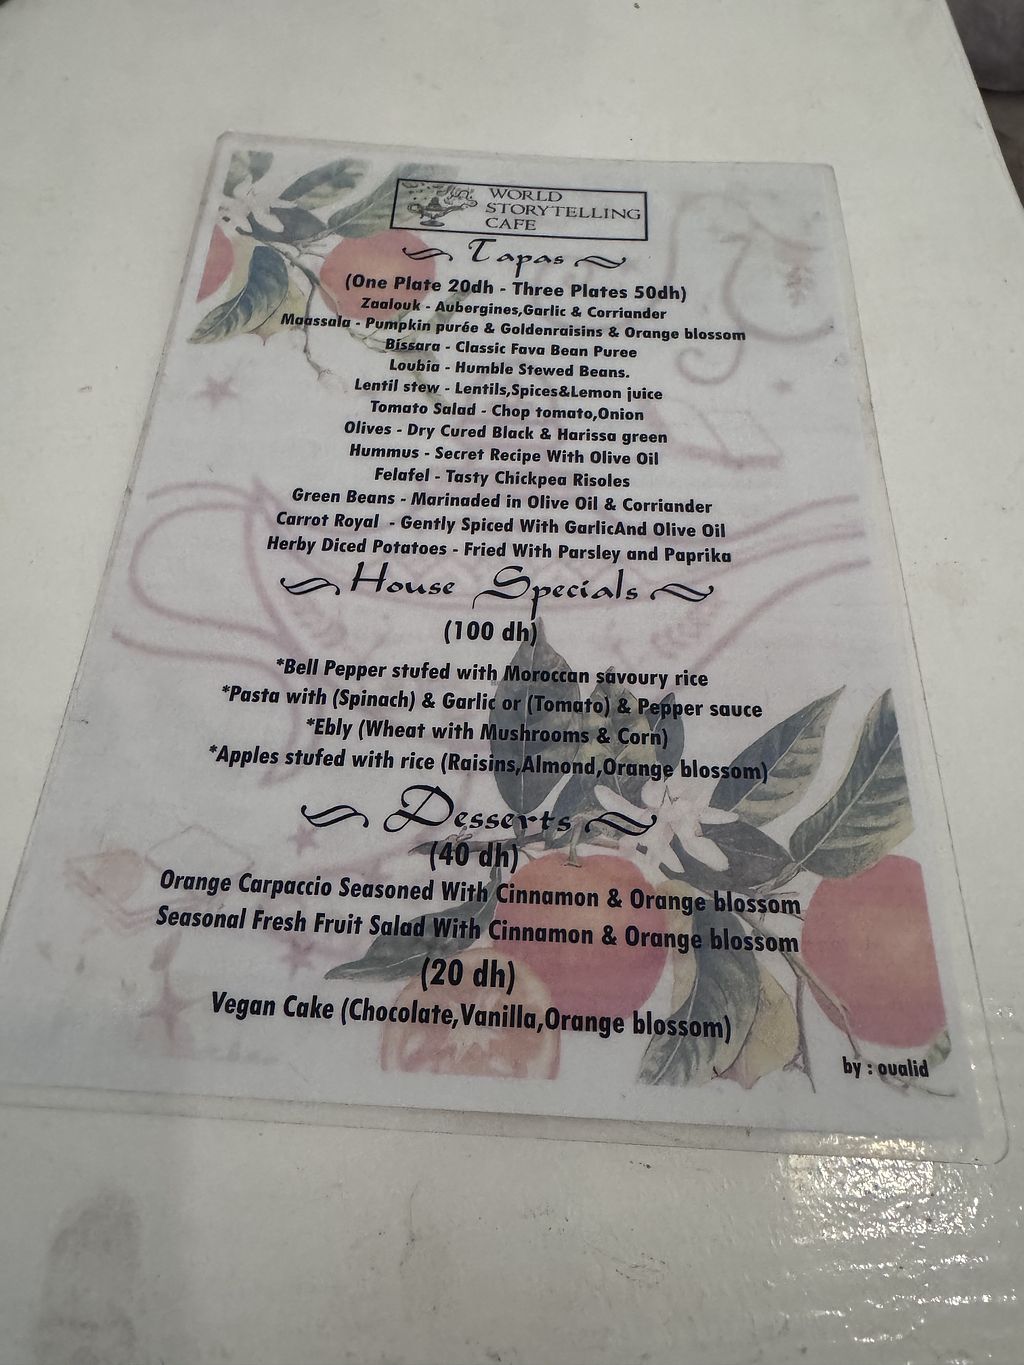 WORLD
STORYTELLING
CAFE
Tapas
(One Plate 20dh - Three Plates 50dh)
Zaalouk - Aubergines,Garlic & Corriander
Maassala - Pumpkin purée & Goldenraisins & Orange blossom
Bissara - Classic Fava Bean Puree
Loubia - Humble Stewed Beans.
Lentil stew - Lentils,Spices&Lemon juice
Tomato Salad - Chop tomato,Onion
Olives - Dry Cured Black & Harissa green
Hummus - Secret Recipe With Olive Oil
Felafel - Tasty Chickpea Risoles
Green Beans - Marinaded in Olive Oil & Corriander
Carrot Royal - Gently Spiced With GarlicAnd Olive Oil
Herby Diced Potatoes - Fried With Parsley and Paprika
House Specials
(100 dh)
*Bell Pepper stufed with Moroccan savoury rice
*Pasta with (Spinach) & Garlic or (Tomato) & Pepper sauce
*Ebly (Wheat with Mushrooms & Corn)
*Apples stufed with rice (Raisins,Almond,Orange blossom)
Desserts
(40 dh)
Orange Carpaccio Seasoned With Cinnamon & Orange blossom
Seasonal Fresh Fruit Salad With Cinnamon & Orange blossom
(20 dh)
Vegan Cake (Chocolate,Vanilla,Orange blossom)
by : oualid